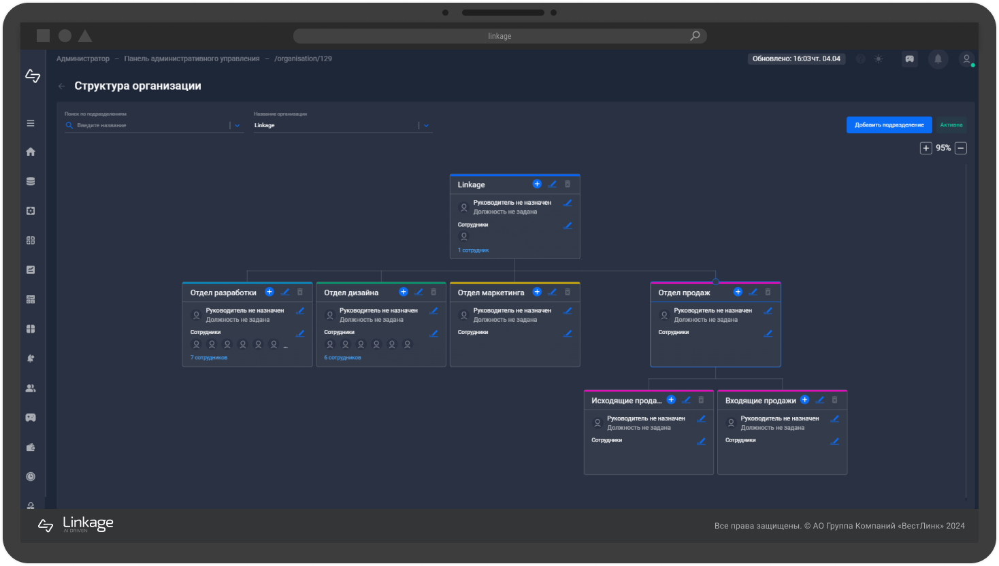 linkage
Администратор – Панель административного управления – /organisation/129
Обновлено: 16:03 чт. 04.04
Структура организации
Поиск по подразделениям
Введите название
Название организации
Linkage
Добавить подразделение
Активна
95%
Linkage
Руководитель не назначен
Должность не задана
Сотрудники
1 сотрудник
Отдел разработки
Руководитель не назначен
Должность не задана
Сотрудники
...
7 сотрудников
Отдел дизайна
Руководитель не назначен
Должность не задана
Сотрудники
6 сотрудников
Отдел маркетинга
Руководитель не назначен
Должность не задана
Сотрудники
Отдел продаж
Руководитель не назначен
Должность не задана
Сотрудники
Исходящие прода...
Руководитель не назначен
Должность не задана
Сотрудники
Входящие продажи
Руководитель не назначен
Должность не задана
Сотрудники
Linkage
AI DRIVEN
Все права защищены. © АО Группа Компаний «ВестЛинк» 2024